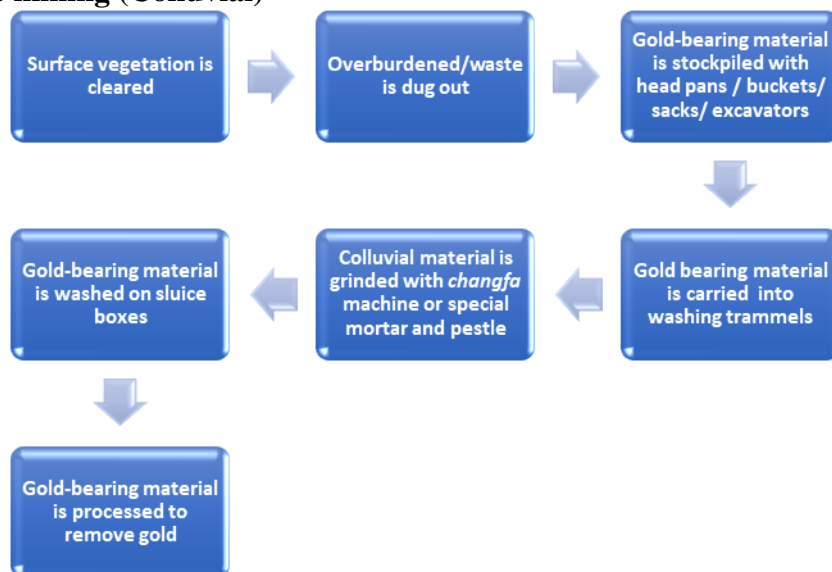 mining (Colluvial)
Surface vegetation is
cleared
Overburdened/waste
is dug out
Gold-bearing material
is stockpiled with
head pans / buckets/
sacks/ excavators
Gold bearing material
is carried into
washing trammels
Colluvial material is
grinded with changfa
machine or special
mortar and pestle
Gold-bearing material
is washed on sluice
boxes
Gold-bearing material
is processed to
remove gold